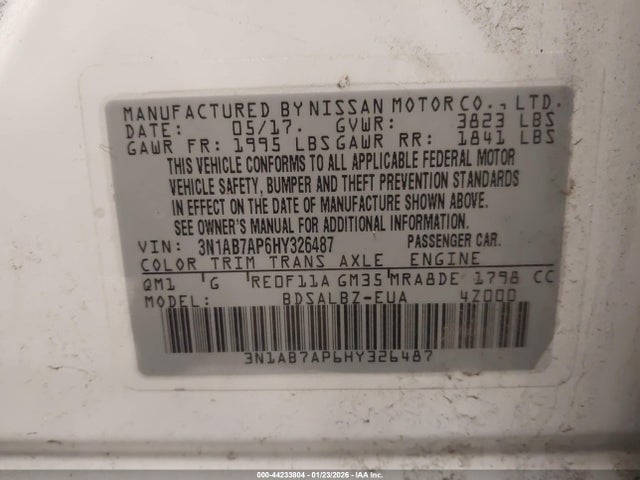 MANUFACTURED BY NISSAN MOTOR CO., LTD.
DATE: 05/17. GVWR: 3823 LBS
GAWR FR: 1995 LBS GAWR RR: 1841 LBS
THIS VEHICLE CONFORMS TO ALL APPLICABLE FEDERAL MOTOR
VEHICLE SAFETY, BUMPER AND THEFT PREVENTION STANDARDS
IN EFFECT ON THE DATE OF MANUFACTURE SHOWN ABOVE.
SEE OWNER'S MANUAL FOR ADDITIONAL INFORMATION.
VIN: 3N1AB7AP6HY326487 PASSENGER CAR.
COLOR TRIM TRANS AXLE ENGINE
QM1 G RE0F11A GM35 MRA8DE 1798 CC
MODEL: BDSALBZ-EUA 4Z000
3N1AB7AP6HY326487
000-44233804 - 01/23/2026 - IAAI.com